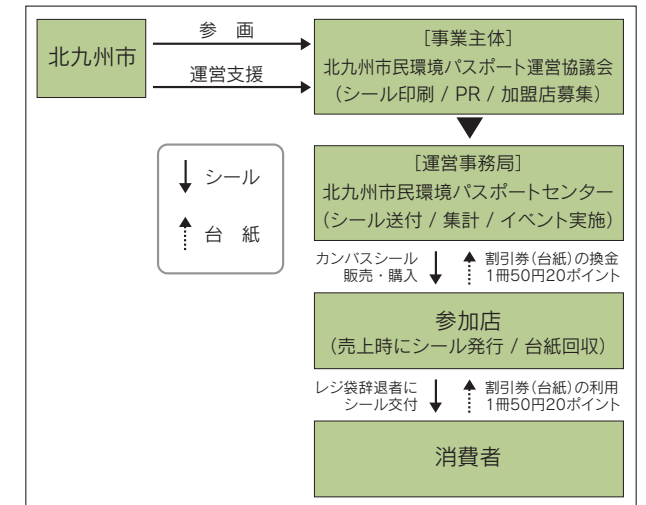 北九州市
参 画
運営支援
［事業主体］
北九州市民環境パスポート運営協議会
（シール印刷 / PR / 加盟店募集）
シール
台 紙
［運営事務局］
北九州市民環境パスポートセンター
（シール送付 / 集計 / イベント実施）
カンバスシール
販売・購入
割引券（台紙）の換金
1冊50円20ポイント
参加店
（売上時にシール発行 / 台紙回収）
レジ袋辞退者に
シール交付
割引券（台紙）の利用
1冊50円20ポイント
消費者